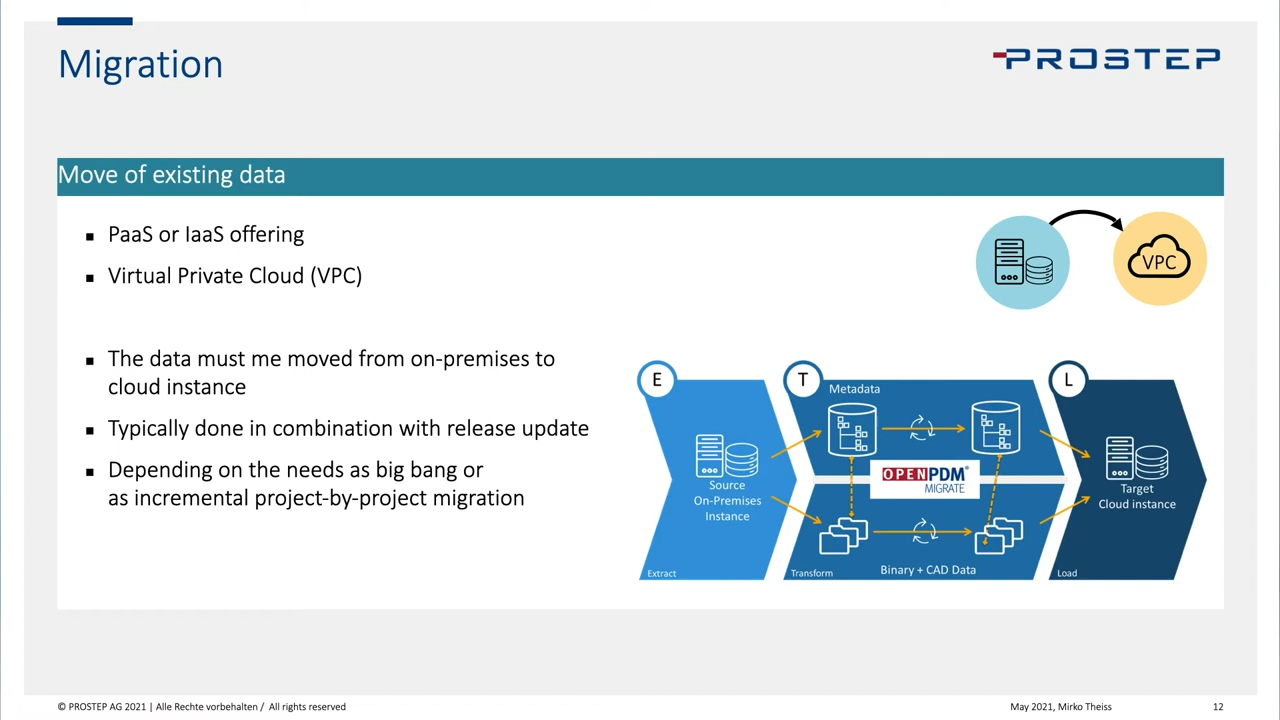 Migration
PROSTEP
Move of existing data
▪ PaaS or IaaS offering
▪ Virtual Private Cloud (VPC)
VPC
▪ The data must me moved from on-premises to
cloud instance
▪ Typically done in combination with release update
▪ Depending on the needs as big bang or
as incremental project-by-project migration
E
Source
On-Premises
Instance
Extract
T
Metadata
OPENPDM®
MIGRATE
Binary + CAD Data
Transform
L
Target
Cloud instance
Load
© PROSTEP AG 2021 | Alle Rechte vorbehalten / All rights reserved
May 2021, Mirko Theiss
12